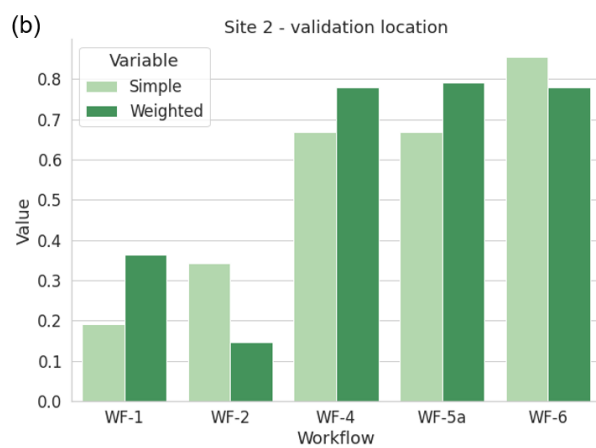 (b)
Site 2 - validation location
Variable
Simple
Weighted
0.8
0.7
0.6
0.5
0.4
0.3
0.2
0.1
0.0
Value
WF-1 WF-2 WF-4 WF-5a WF-6
Workflow